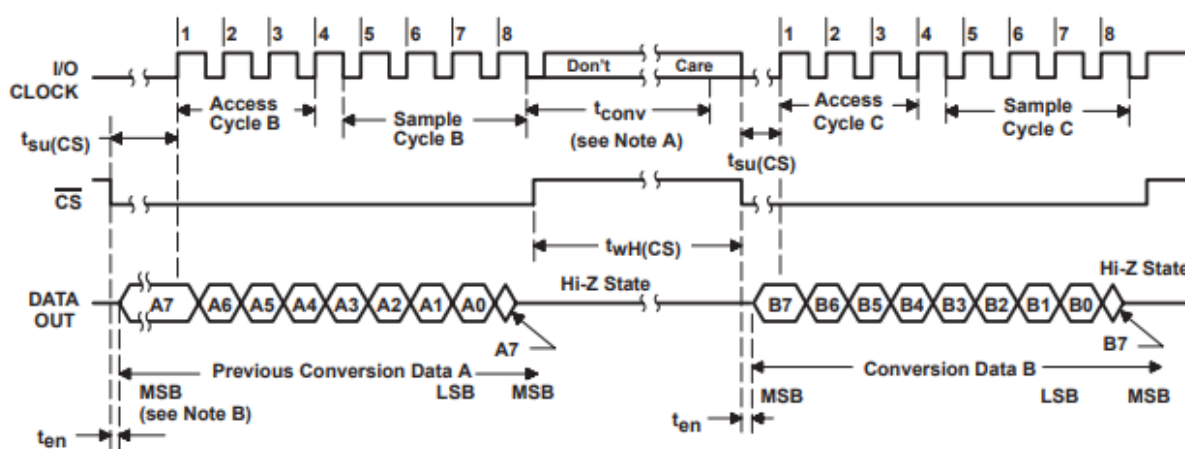 1 2 3 4 5 6 7 8 1 2 3 4 5 6 7 8
I/O
CLOCK
Don't Care
Access
Cycle B
Sample
Cycle B
tconv
(see Note A)
Access
Cycle C
Sample
Cycle C
tsu(CS)
tsu(CS)
CS
twH(CS)
Hi-Z State
Hi-Z State
DATA
OUT
A7 A6 A5 A4 A3 A2 A1 A0
B7 B6 B5 B4 B3 B2 B1 B0
A7
B7
Previous Conversion Data A
Conversion Data B
MSB LSB MSB
(see Note B)
MSB LSB MSB
ten
ten